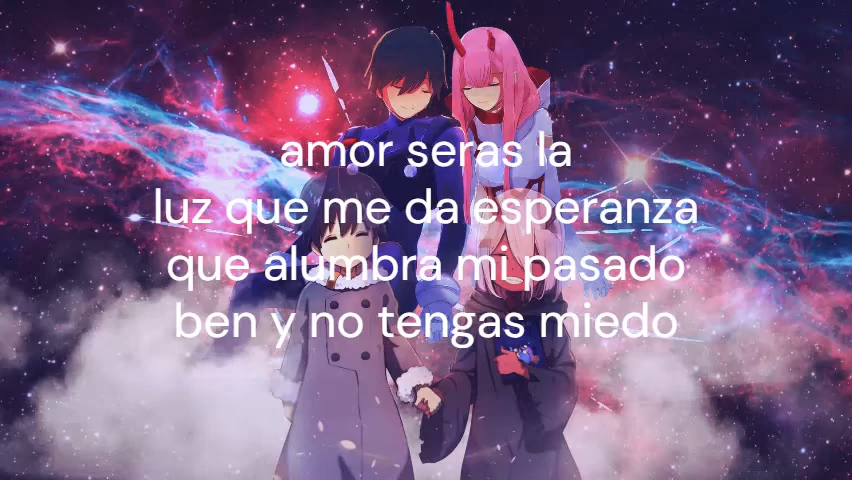 amor seras la
luz que me da esperanza
que alumbra mi pasado
ben y no tengas miedo